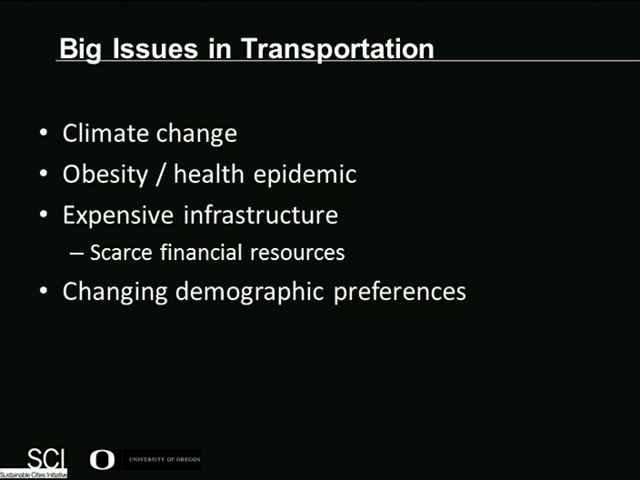 Big Issues in Transportation
• Climate change
• Obesity / health epidemic
• Expensive infrastructure
– Scarce financial resources
• Changing demographic preferences
SCI
Sustainable Cities Initiative
O
UNIVERSITY OF OREGON